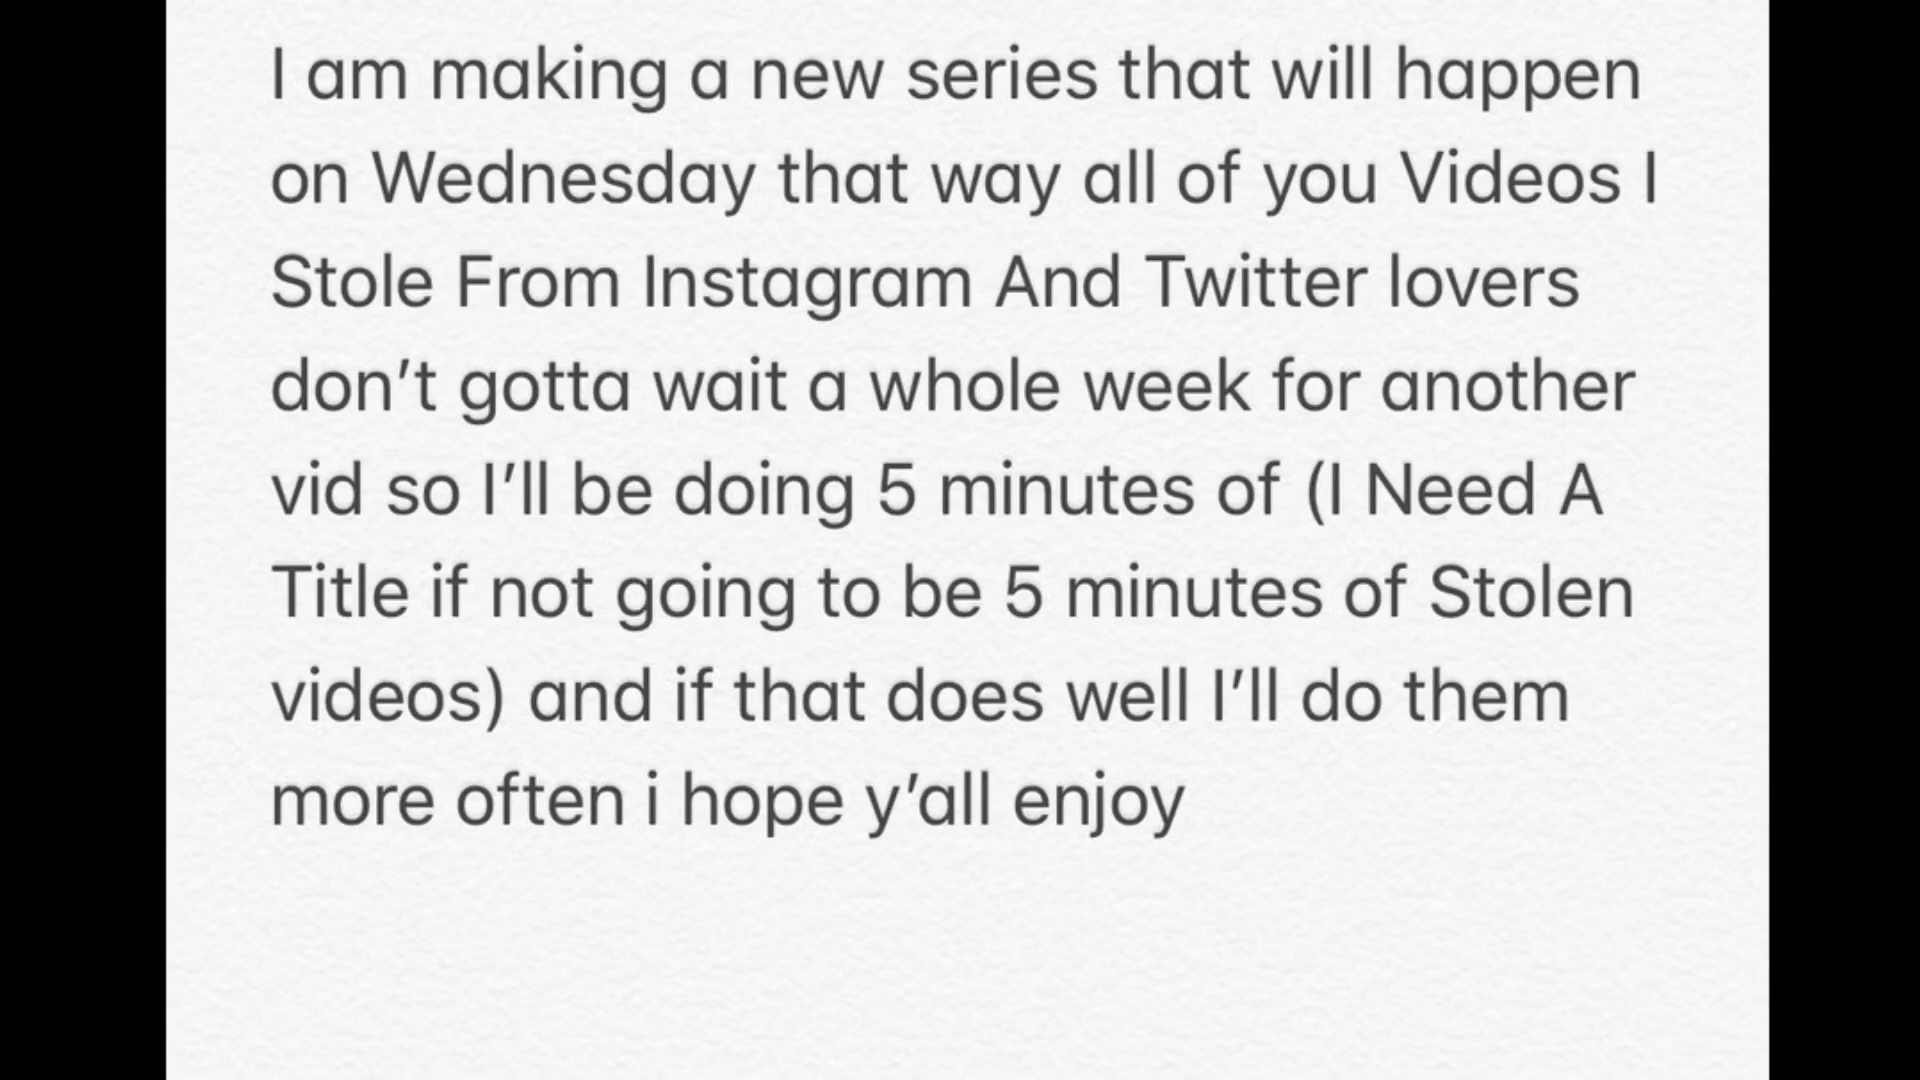 I am making a new series that will happen
on Wednesday that way all of you Videos I
Stole From Instagram And Twitter lovers
don’t gotta wait a whole week for another
vid so I’ll be doing 5 minutes of (I Need A
Title if not going to be 5 minutes of Stolen
videos) and if that does well I’ll do them
more often i hope y’all enjoy